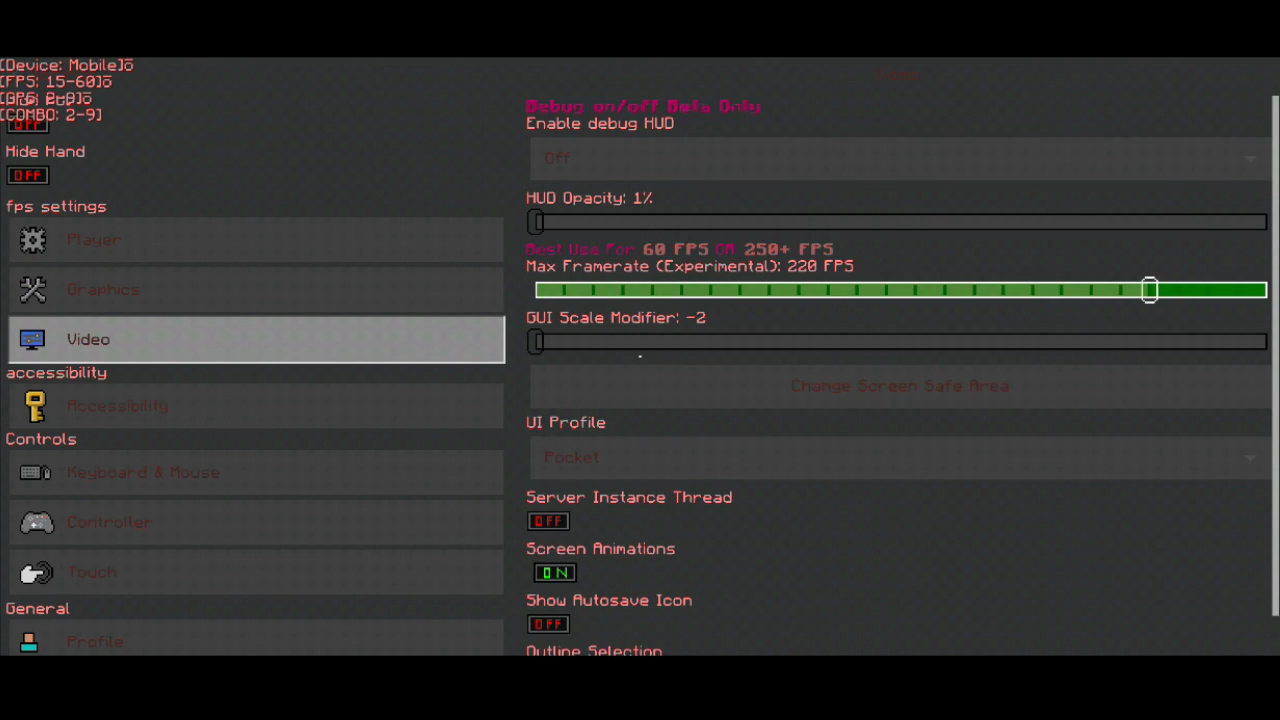 [Device: Mobile]
[FPS: 15-60]
[COMBO: 2-9]
OFF
Hide Hand
OFF
fps settings
Player
Graphics
Video
accessibility
Accessibility
Controls
Keyboard & Mouse
Controller
Touch
General
Profile
Debug on/off Beta Only
Enable debug HUD
Off
HUD Opacity: 1%
Best Use For 60 FPS OR 250+ FPS
Max Framerate (Experimental): 220 FPS
GUI Scale Modifier: -2
Change Screen Safe Area
UI Profile
Pocket
Server Instance Thread
OFF
Screen Animations
ON
Show Autosave Icon
OFF
Outline Selection